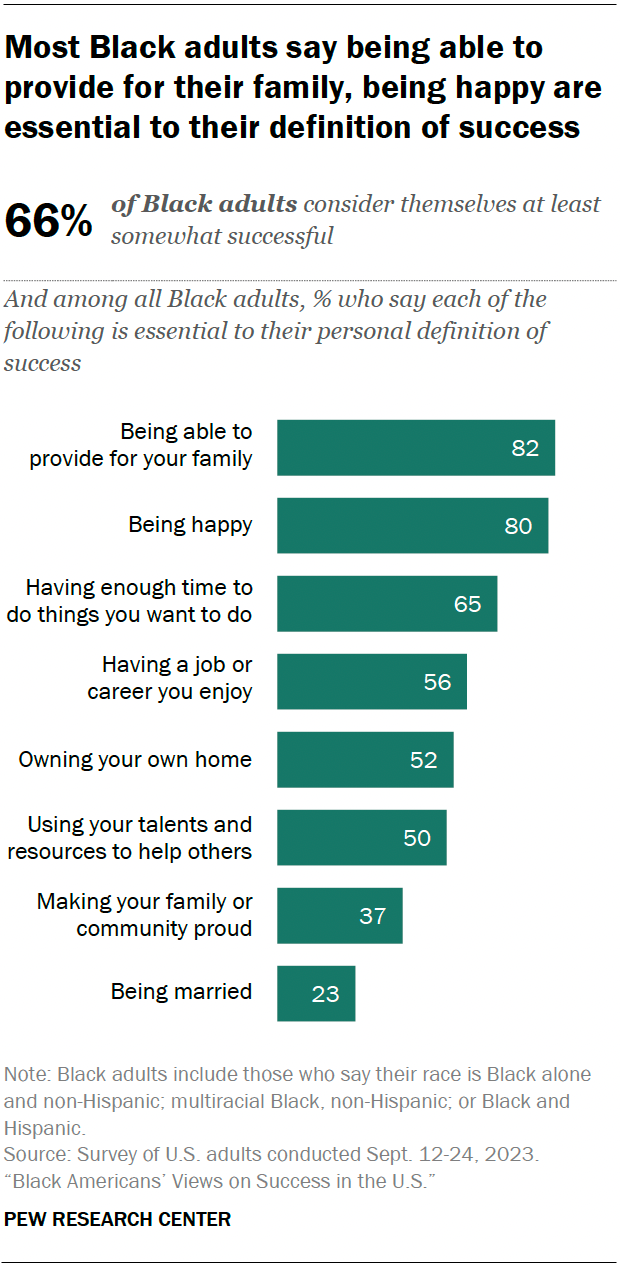 Most Black adults say being able to
provide for their family, being happy are
essential to their definition of success
66% of Black adults consider themselves at least
somewhat successful
And among all Black adults, % who say each of the
following is essential to their personal definition of
success
Being able to
provide for your family
82
Being happy
80
Having enough time to
do things you want to do
65
Having a job or
career you enjoy
56
Owning your own home
52
Using your talents and
resources to help others
50
Making your family or
community proud
37
Being married
23
Note: Black adults include those who say their race is Black alone
and non-Hispanic; multiracial Black, non-Hispanic; or Black and
Hispanic.
Source: Survey of U.S. adults conducted Sept. 12-24, 2023.
“Black Americans’ Views on Success in the U.S.”
PEW RESEARCH CENTER